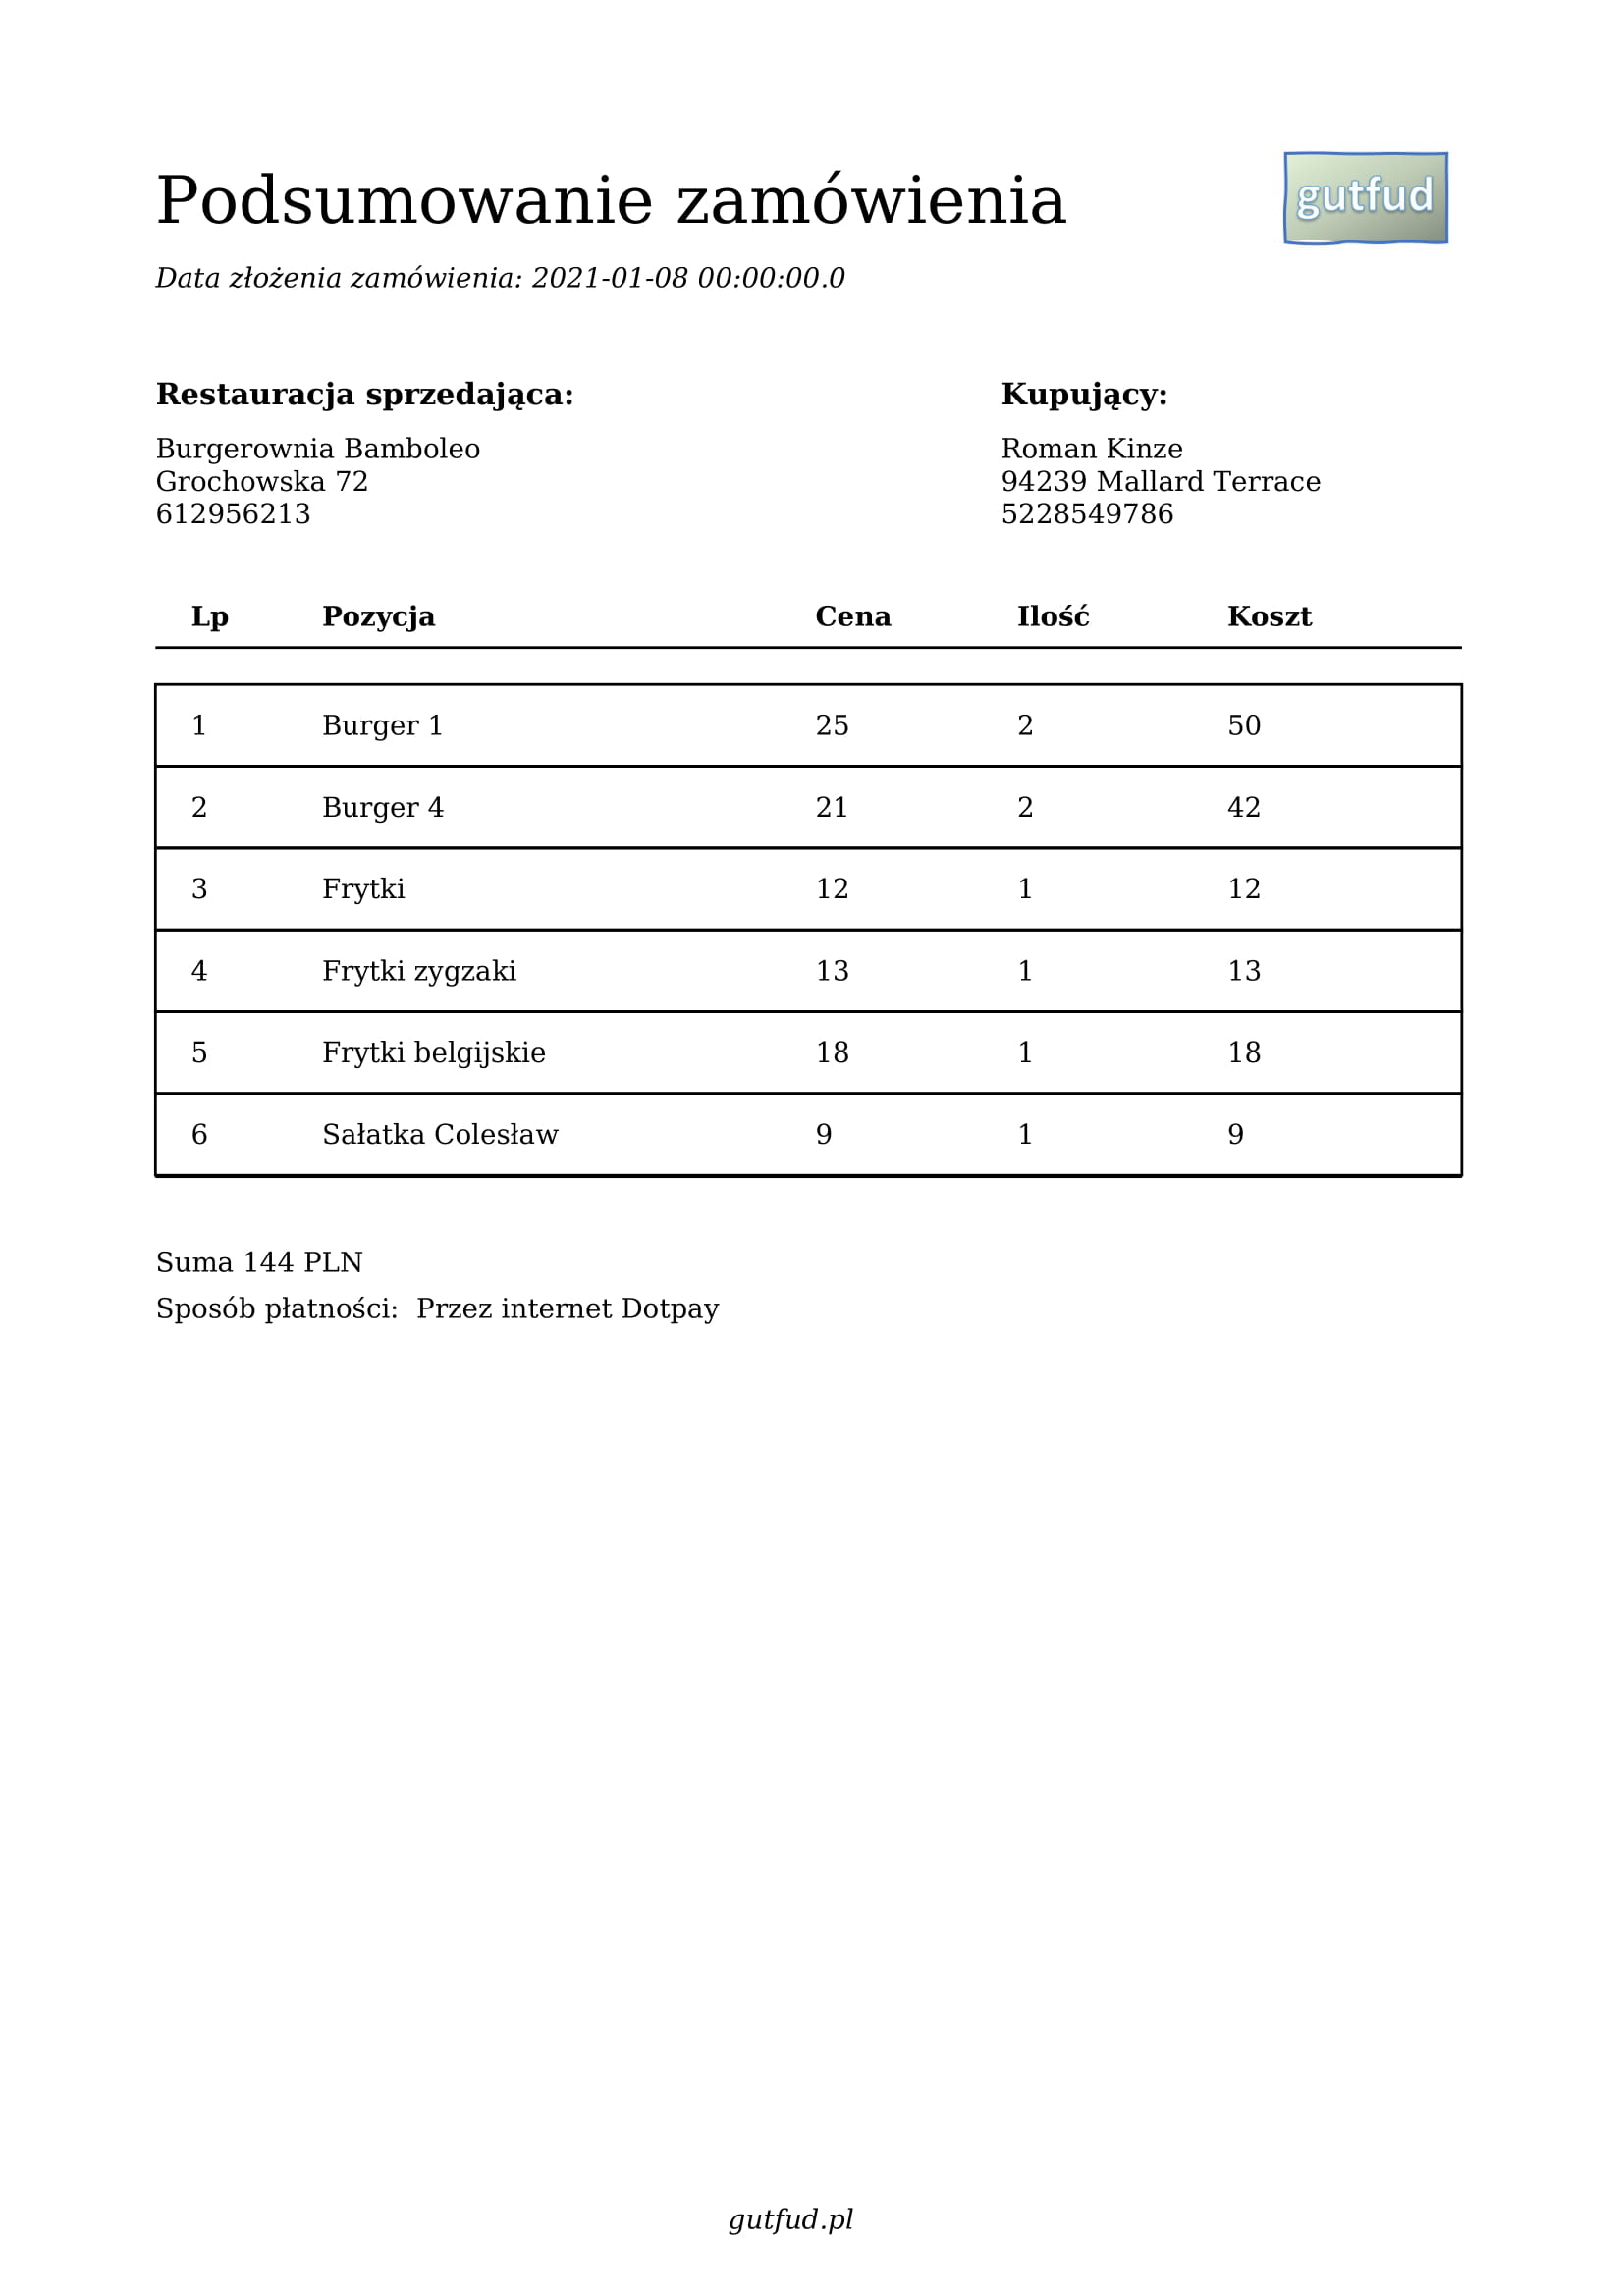 Podsumowanie zamówienia
gutfud
Data złożenia zamówienia: 2021-01-08 00:00:00.0
Restauracja sprzedająca:
Burgerownia Bamboleo
Grochowska 72
612956213
Kupujący:
Roman Kinze
94239 Mallard Terrace
5228549786
Lp Pozycja Cena Ilość Koszt
1 Burger 1 25 2 50
2 Burger 4 21 2 42
3 Frytki 12 1 12
4 Frytki zygzaki 13 1 13
5 Frytki belgijskie 18 1 18
6 Sałatka Colesław 9 1 9
Suma 144 PLN
Sposób płatności: Przez internet Dotpay
gutfud.pl